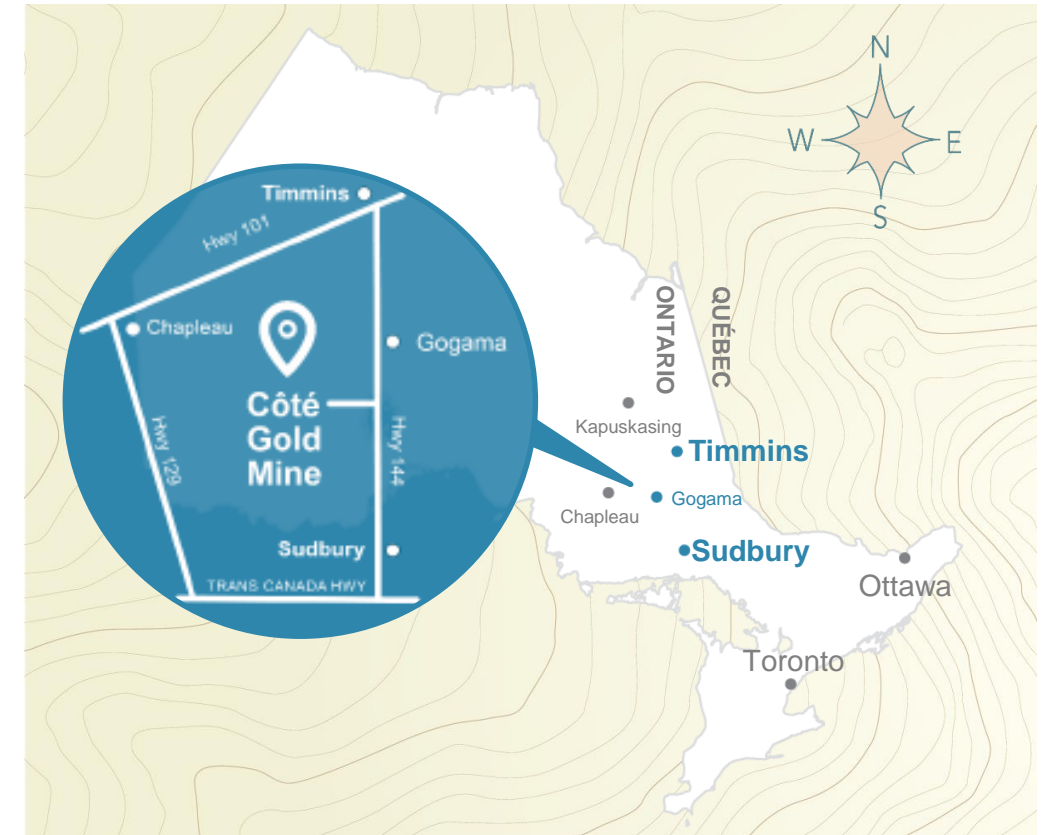 N
W
E
S
Timmins
Hwy 101
Chapleau
Gogama
Côté
Gold
Mine
Hwy 129
Hwy 144
Sudbury
TRANS CANADA HWY
ONTARIO
QUÉBEC
Kapuskasing
Timmins
Chapleau
Gogama
Sudbury
Ottawa
Toronto